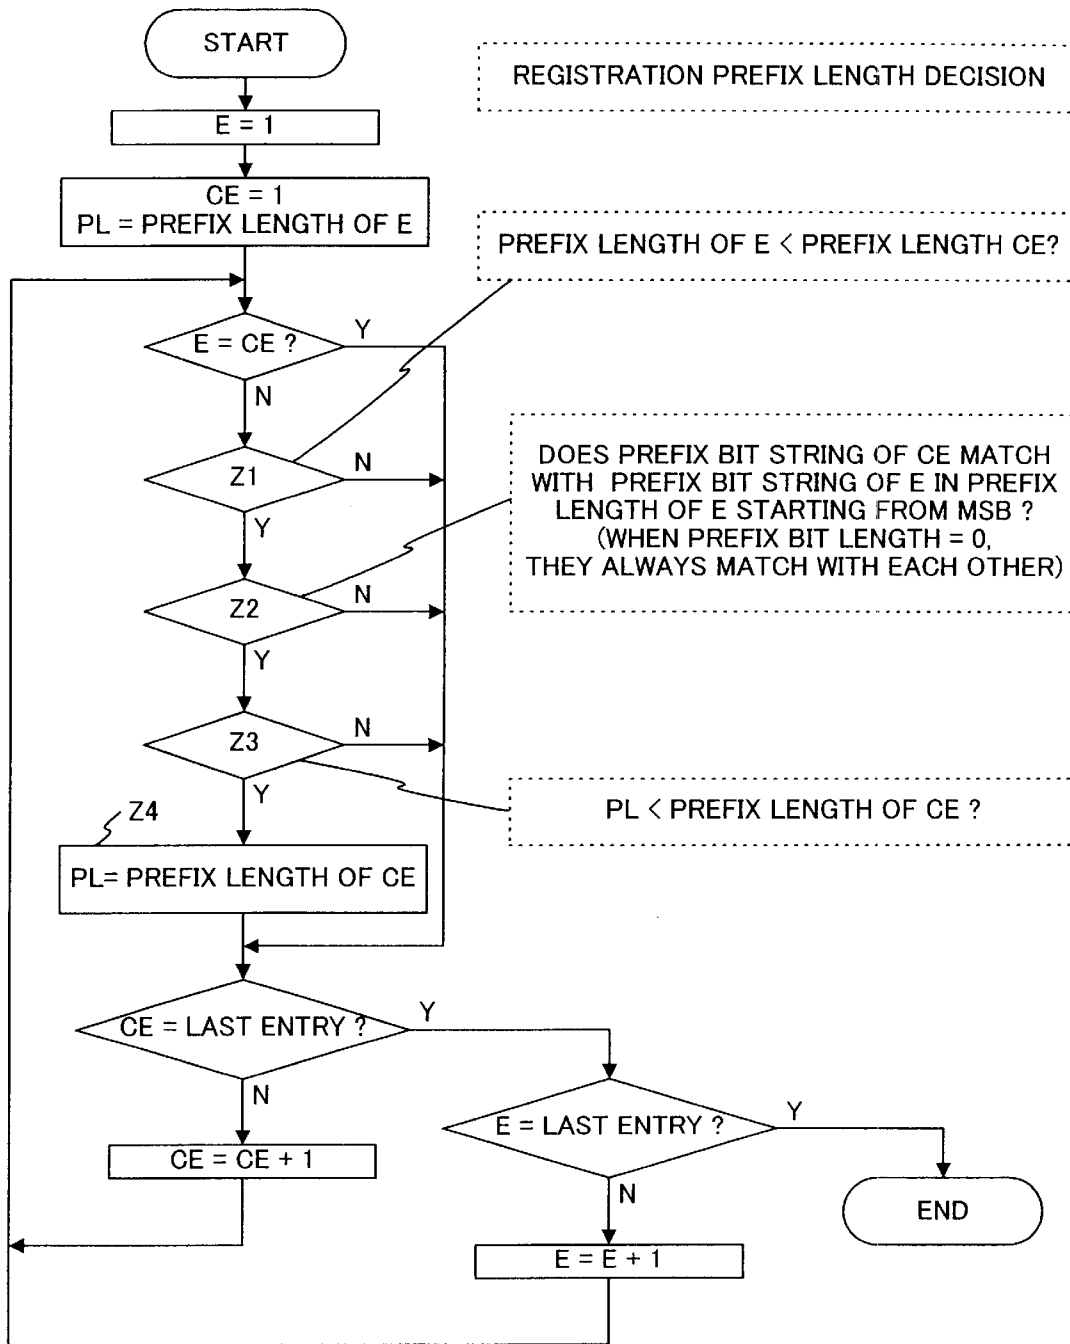 START
REGISTRATION PREFIX LENGTH DECISION
E = 1
CE = 1
PL = PREFIX LENGTH OF E
PREFIX LENGTH OF E < PREFIX LENGTH CE?
E = CE ?
Y
N
Z1
N
Y
DOES PREFIX BIT STRING OF CE MATCH
WITH PREFIX BIT STRING OF E IN PREFIX
LENGTH OF E STARTING FROM MSB ?
(WHEN PREFIX BIT LENGTH = 0,
THEY ALWAYS MATCH WITH EACH OTHER)
Z2
N
Y
Z3
N
Y
PL < PREFIX LENGTH OF CE ?
Z4
PL= PREFIX LENGTH OF CE
CE = LAST ENTRY ?
Y
N
E = LAST ENTRY ?
Y
N
CE = CE + 1
END
E = E + 1